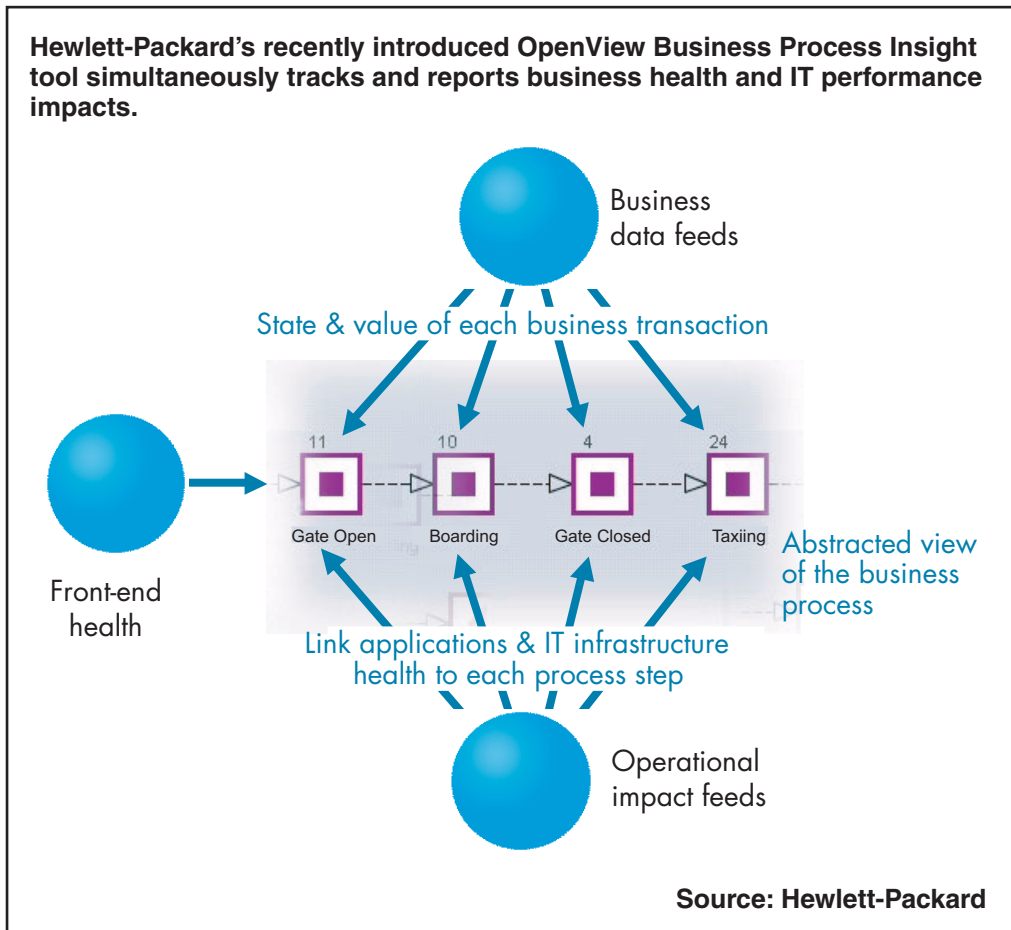 Hewlett-Packard’s recently introduced OpenView Business Process Insight
tool simultaneously tracks and reports business health and IT performance
impacts.
Business
data feeds
State & value of each business transaction
11 10 4 24
Gate Open Boarding Gate Closed Taxiing
Front-end
health
Abstracted view
of the business
process
Link applications & IT infrastructure
health to each process step
Operational
impact feeds
Source: Hewlett-Packard